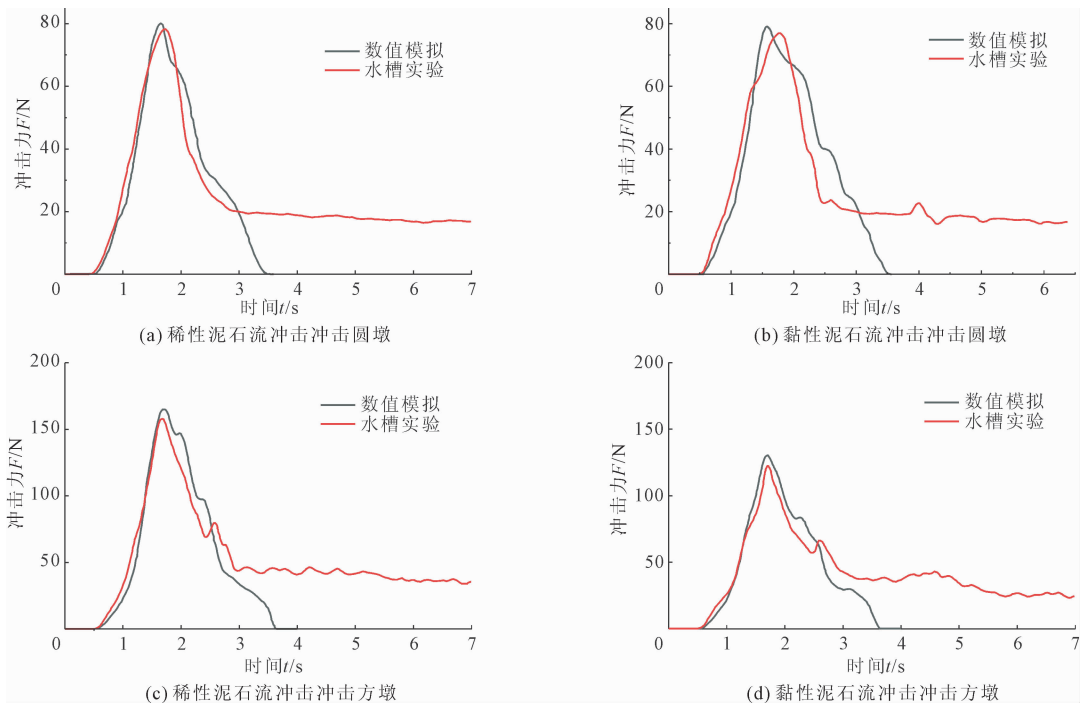 80
60
40
20
0
冲击力F/N
数值模拟
水槽实验
1 2 3 4 5 6 7
时间t/s
(a) 稀性泥石流冲击冲击圆墩
80
60
40
20
0
冲击力F/N
数值模拟
水槽实验
1 2 3 4 5 6
时间t/s
(b) 黏性泥石流冲击冲击圆墩
200
150
100
50
0
冲击力F/N
数值模拟
水槽实验
1 2 3 4 5 6 7
时间t/s
(c) 稀性泥石流冲击冲击方墩
200
150
100
50
0
冲击力F/N
数值模拟
水槽实验
1 2 3 4 5 6 7
时间t/s
(d) 黏性泥石流冲击冲击方墩